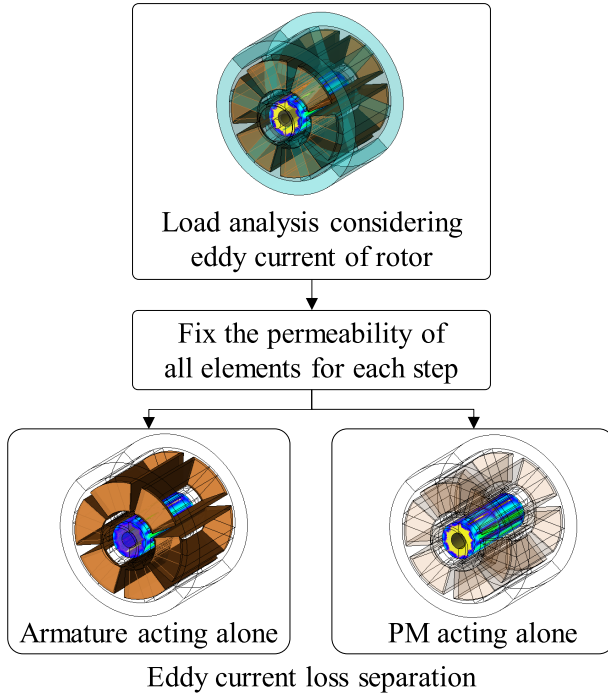 Load analysis considering
eddy current of rotor
Fix the permeability of
all elements for each step
Armature acting alone
PM acting alone
Eddy current loss separation